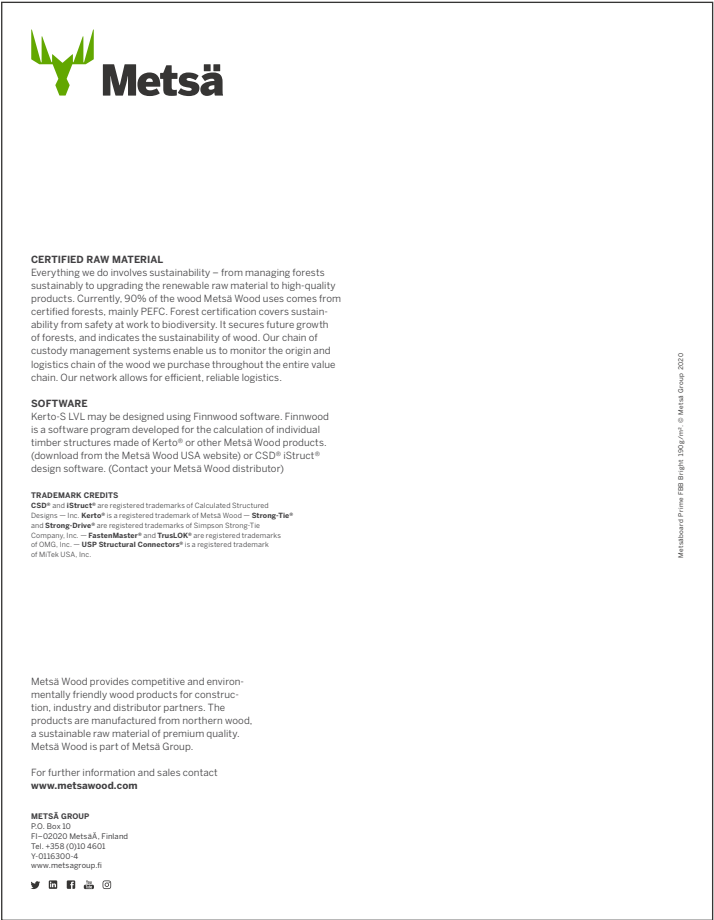 Metsä
CERTIFIED RAW MATERIAL
Everything we do involves sustainability – from managing forests
sustainably to upgrading the renewable raw material to high-quality
products. Currently, 90% of the wood Metsä Wood uses comes from
certified forests, mainly PEFC. Forest certification covers sustain-
ability from safety at work to biodiversity. It secures future growth
of forests, and indicates the sustainability of wood. Our chain of
custody management systems enable us to monitor the origin and
logistics chain of the wood we purchase throughout the entire value
chain. Our network allows for efficient, reliable logistics.
SOFTWARE
Kerto-S LVL may be designed using Finnwood software. Finnwood
is a software program developed for the calculation of individual
timber structures made of Kerto® or other Metsä Wood products.
(download from the Metsä Wood USA website) or CSD® iStruct®
design software. (Contact your Metsä Wood distributor)
TRADEMARK CREDITS
CSD® and iStruct® are registered trademarks of Calculated Structured
Designs — Inc. Kerto® is a registered trademark of Metsä Wood — Strong-Tie®
and Strong-Drive® are registered trademarks of Simpson Strong-Tie
Company, Inc. — FastenMaster® and TrusLOK® are registered trademarks
of OMG, Inc. — USP Structural Connectors® is a registered trademark
of MiTek USA, Inc.
Metsä Wood provides competitive and environ-
mentally friendly wood products for construc-
tion, industry and distributor partners. The
products are manufactured from northern wood,
a sustainable raw material of premium quality.
Metsä Wood is part of Metsä Group.
For further information and sales contact
www.metsawood.com
METSÄ GROUP
P.O. Box 10
FI–02020 MetsäÄ, Finland
Tel. +358 (0)10 4601
Y-0116300-4
www.metsagroup.fi
Metsäboard Prime FBB Bright 190g/m². © Metsä Group 2020